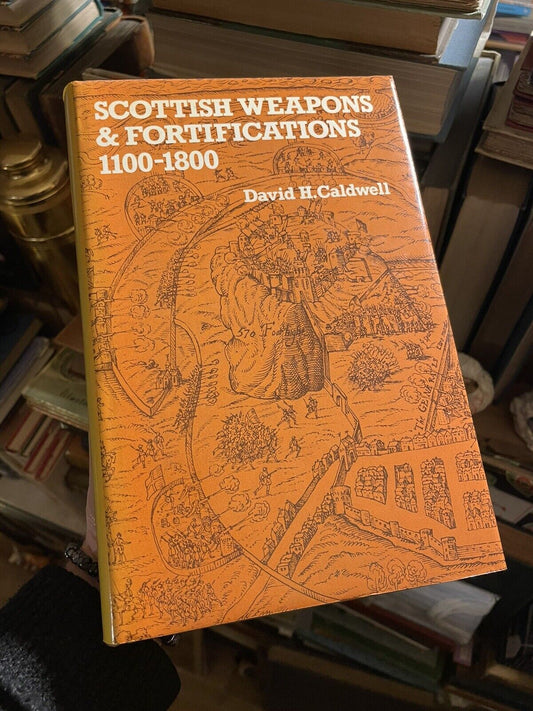 SCOTTISH WEAPONS
& FORTIFICATIONS
1100-1800
David H. Caldwell